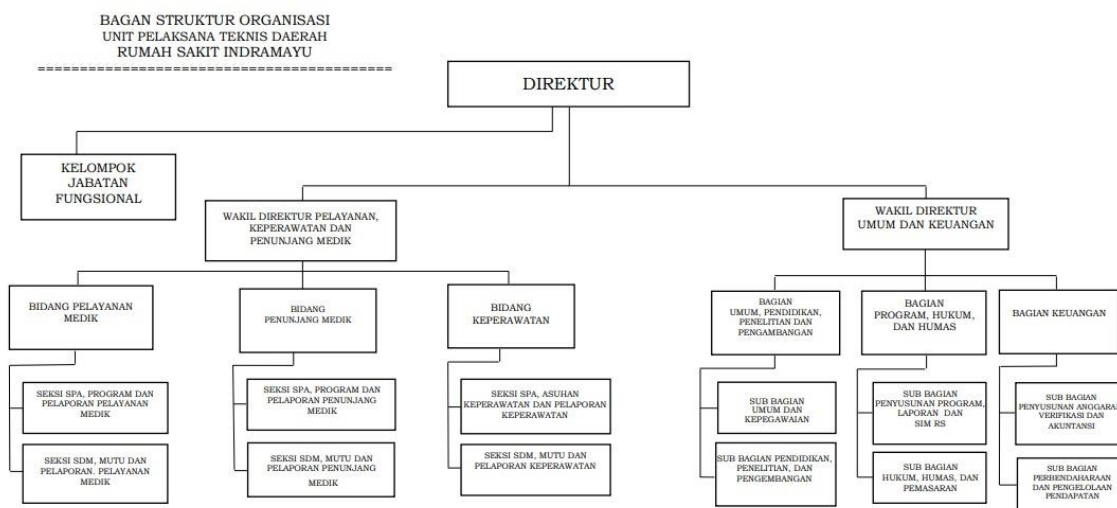 BAGAN STRUKTUR ORGANISASI
UNIT PELAKSANA TEKNIS DAERAH
RUMAH SAKIT INDRAMAYU
==========================================
DIREKTUR
KELOMPOK
JABATAN
FUNGSIONAL
WAKIL DIREKTUR PELAYANAN,
KEPERAWATAN DAN
PENUNJANG MEDIK
WAKIL DIREKTUR
UMUM DAN KEUANGAN
BIDANG PELAYANAN
MEDIK
BIDANG
PENUNJANG MEDIK
BIDANG
KEPERAWATAN
BAGIAN
UMUM, PENDIDIKAN,
PENELITIAN DAN
PENGAMBANGAN
BAGIAN
PROGRAM, HUKUM,
DAN HUMAS
BAGIAN KEUANGAN
SEKSI SPA, PROGRAM DAN
PELAPORAN PELAYANAN
MEDIK
SEKSI SPA, PROGRAM DAN
PELAPORAN PENUNJANG
MEDIK
SEKSI SPA, ASUHAN
KEPERAWATAN DAN PELAPORAN
KEPERAWATAN
SUB BAGIAN
UMUM DAN
KEPEGAWAIAN
SUB BAGIAN
PENYUSUNAN PROGRAM,
LAPORAN DAN
SIM RS
SUB BAGIAN
PENYUSUNAN ANGGARAN
VERIFIKASI DAN
AKUNTANSI
SEKSI SDM, MUTU DAN
PELAPORAN. PELAYANAN
MEDIK
SEKSI SDM, MUTU DAN
PELAPORAN PENUNJANG
MEDIK
SEKSI SDM, MUTU DAN
PELAPORAN KEPERAWATAN
SUB BAGIAN PENDIDIKAN,
PENELITIAN, DAN
PENGEMBANGAN
SUB BAGIAN
HUKUM, HUMAS, DAN
PEMASARAN
SUB BAGIAN
PERBENDAHARAAN
DAN PENGELOLAAN
PENDAPATAN